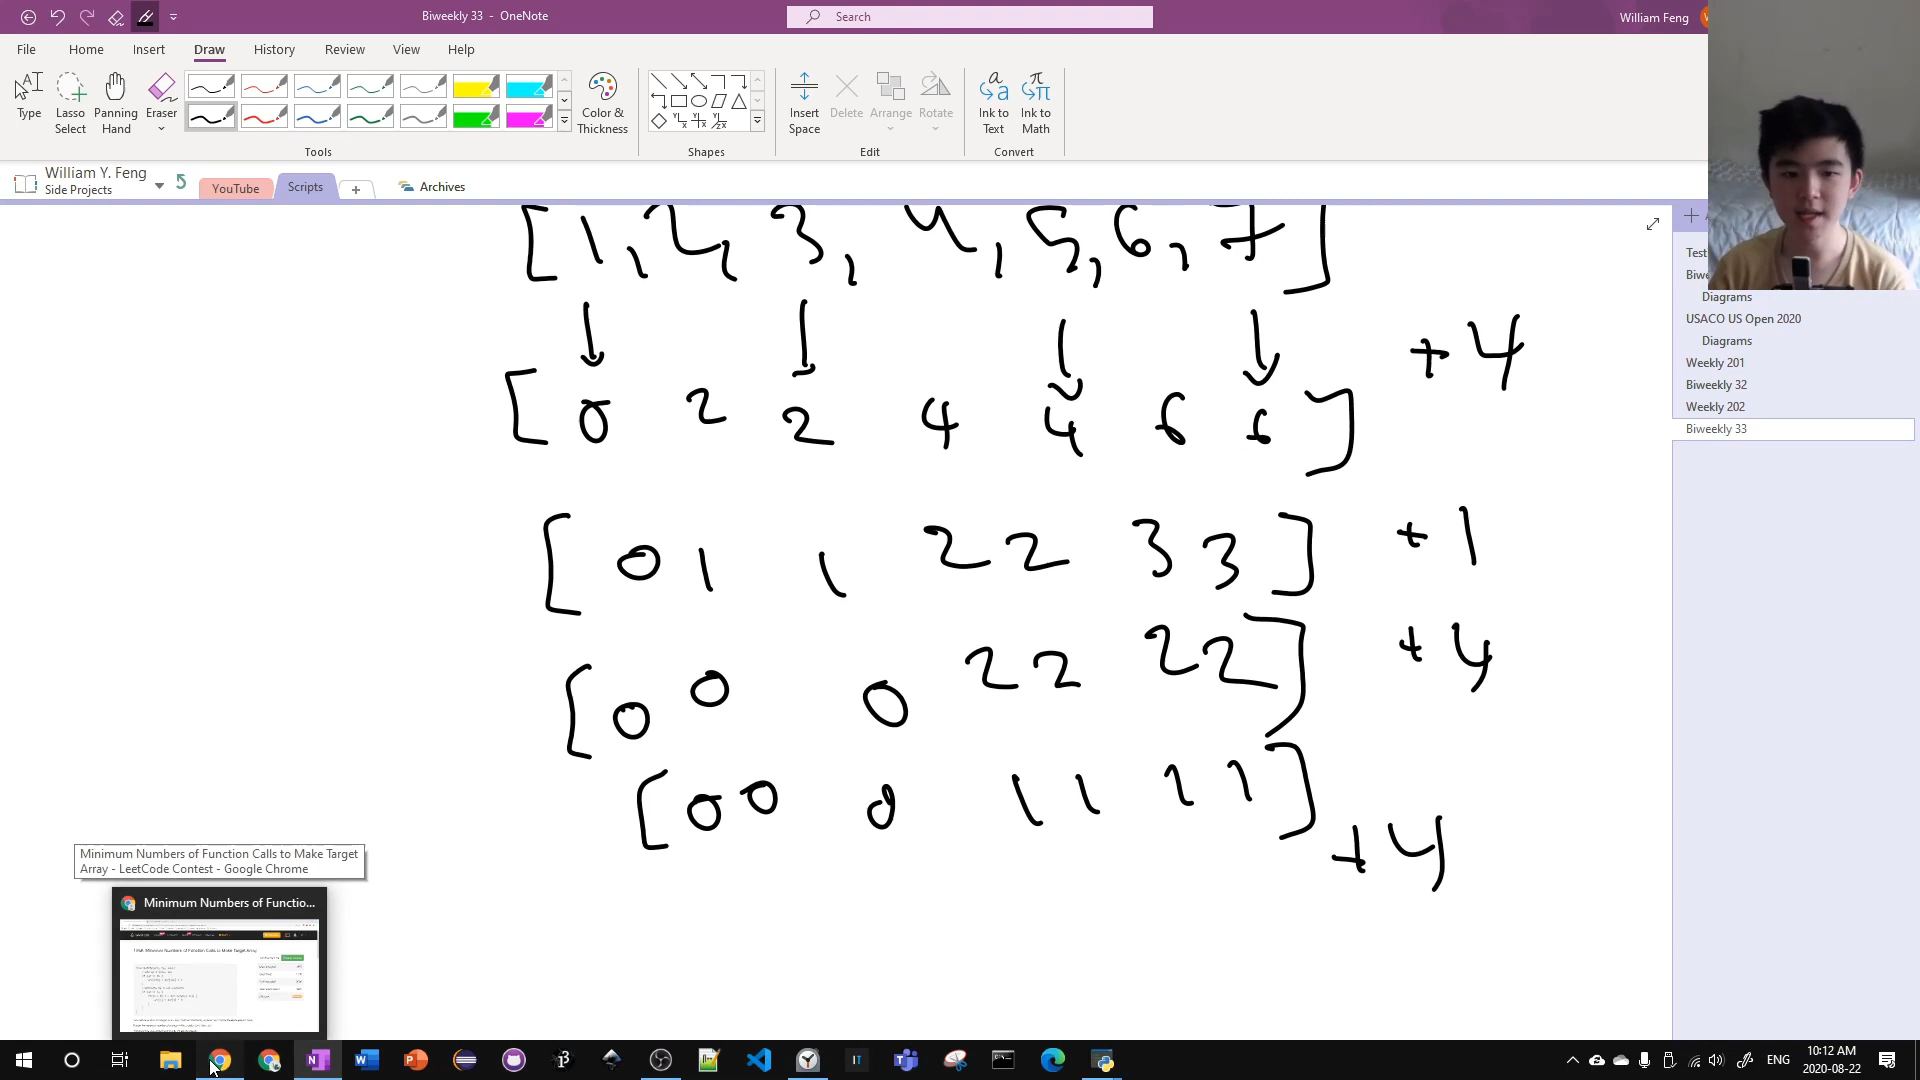 Biweekly 33 - OneNote
Search
William Feng
File Home Insert Draw History Review View Help
Type
Lasso Select
Panning Hand
Eraser
Color & Thickness
Insert Space
Delete
Arrange
Rotate
Ink to Text
Ink to Math
Tools
Shapes
Edit
Convert
William Y. Feng
Side Projects
YouTube
Scripts
Archives
[1, 2, 3, 4, 5, 6, 7]
[0 2 2 4 4 6 6] +4
[0 1 1 2 2 3 3] +1
[0 0 0 2 2 2 2] +4
[0 0 0 1 1 1 1] +4
Test
Biwe
Diagrams
USACO US Open 2020
Diagrams
Weekly 201
Biweekly 32
Weekly 202
Biweekly 33
Minimum Numbers of Function Calls to Make Target
Array - LeetCode Contest - Google Chrome
Minimum Numbers of Functio...
ENG
10:12 AM
2020-08-22